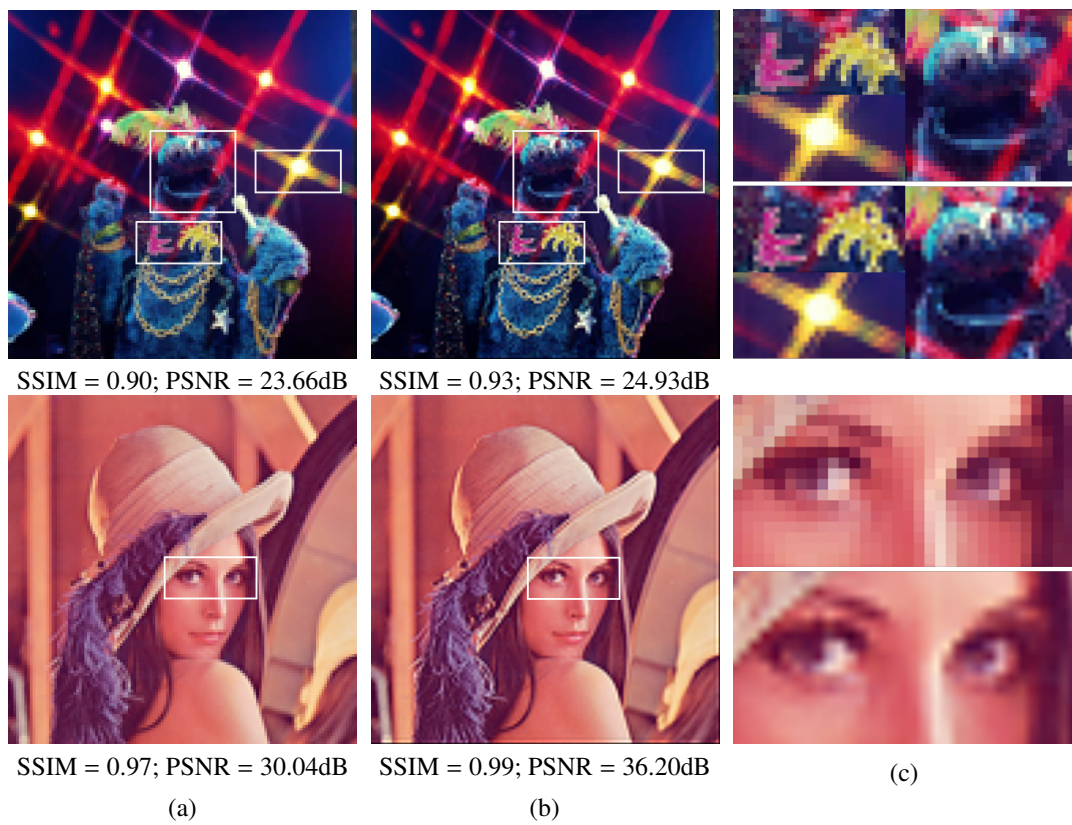 SSIM = 0.90; PSNR = 23.66dB
SSIM = 0.93; PSNR = 24.93dB
SSIM = 0.97; PSNR = 30.04dB
SSIM = 0.99; PSNR = 36.20dB
(c)
(a)
(b)